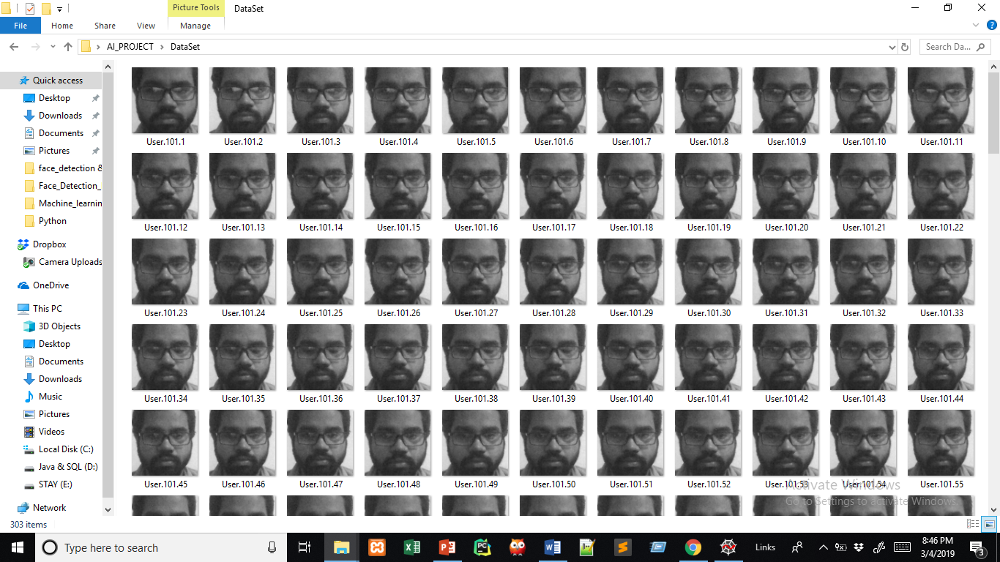 Picture Tools
DataSet
File
Home
Share
View
Manage
AI_PROJECT
DataSet
Search Da...
Quick access
Desktop
Downloads
Documents
Pictures
face_detection &
Face_Detection_
Machine_learnin
Python
Dropbox
Camera Uploads
OneDrive
This PC
3D Objects
Desktop
Documents
Downloads
Music
Pictures
Videos
Local Disk (C:)
Java & SQL (D:)
STAY (E:)
Network
User.101.1 User.101.2 User.101.3 User.101.4 User.101.5 User.101.6 User.101.7 User.101.8 User.101.9 User.101.10 User.101.11
User.101.12 User.101.13 User.101.14 User.101.15 User.101.16 User.101.17 User.101.18 User.101.19 User.101.20 User.101.21 User.101.22
User.101.23 User.101.24 User.101.25 User.101.26 User.101.27 User.101.28 User.101.29 User.101.30 User.101.31 User.101.32 User.101.33
User.101.34 User.101.35 User.101.36 User.101.37 User.101.38 User.101.39 User.101.40 User.101.41 User.101.42 User.101.43 User.101.44
User.101.45 User.101.46 User.101.47 User.101.48 User.101.49 User.101.50 User.101.51 User.101.52 User.101.53 User.101.54 User.101.55
Activate Windows
Go to Settings to activate Windows.
303 items
Type here to search
Links
8:46 PM
3/4/2019
3